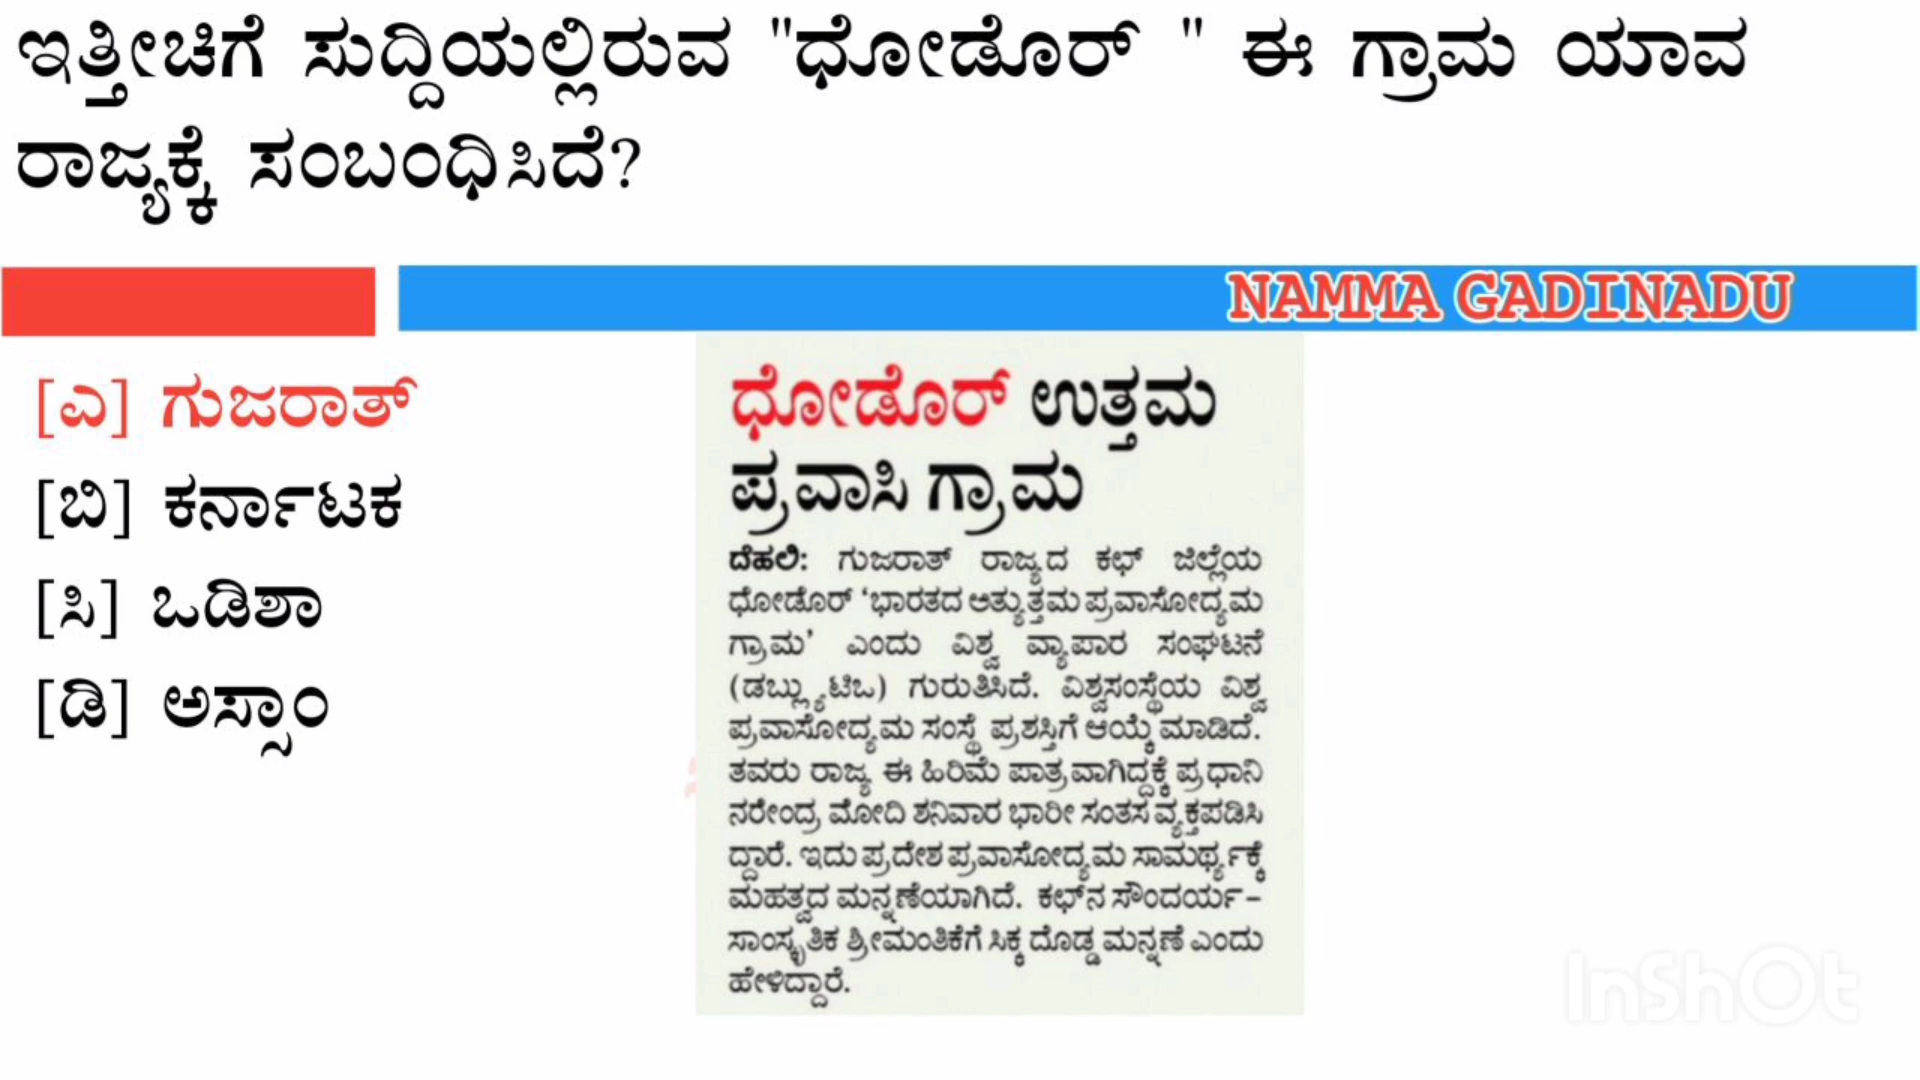 ಇತ್ತೀಚಿಗೆ ಸುದ್ದಿಯಲ್ಲಿರುವ "ಧೋಡೊರ್ " ಈ ಗ್ರಾಮ ಯಾವ
ರಾಜ್ಯಕ್ಕೆ ಸಂಬಂಧಿಸಿದೆ?
NAMMA GADINADU
[ಎ] ಗುಜರಾತ್
[ಬಿ] ಕರ್ನಾಟಕ
[ಸಿ] ಒಡಿಶಾ
[ಡಿ] ಅಸ್ಸಾಂ
ಧೋಡೊರ್ ಉತ್ತಮ
ಪ್ರವಾಸಿ ಗ್ರಾಮ
ದೆಹಲಿ: ಗುಜರಾತ್ ರಾಜ್ಯದ ಕಛ್ ಜಿಲ್ಲೆಯ
ಧೋಡೊರ್ 'ಭಾರತದ ಅತ್ಯುತ್ತಮ ಪ್ರವಾಸೋದ್ಯಮ
ಗ್ರಾಮ' ಎಂದು ವಿಶ್ವ ವ್ಯಾಪಾರ ಸಂಘಟನೆ
(ಡಬ್ಲ್ಯುಟಿಒ) ಗುರುತಿಸಿದೆ. ವಿಶ್ವಸಂಸ್ಥೆಯ ವಿಶ್ವ
ಪ್ರವಾಸೋದ್ಯಮ ಸಂಸ್ಥೆ ಪ್ರಶಸ್ತಿಗೆ ಆಯ್ಕೆ ಮಾಡಿದೆ.
ತವರು ರಾಜ್ಯ ಈ ಹಿರಿಮೆ ಪಾತ್ರವಾಗಿದ್ದಕ್ಕೆ ಪ್ರಧಾನಿ
ನರೇಂದ್ರ ಮೋದಿ ಶನಿವಾರ ಭಾರೀ ಸಂತಸ ವ್ಯಕ್ತಪಡಿಸಿ
ದ್ದಾರೆ. ಇದು ಪ್ರದೇಶ ಪ್ರವಾಸೋದ್ಯಮ ಸಾಮರ್ಥ್ಯಕ್ಕೆ
ಮಹತ್ವದ ಮನ್ನಣೆಯಾಗಿದೆ. ಕಛ್‌ನ ಸೌಂದರ್ಯ–
ಸಾಂಸ್ಕೃತಿಕ ಶ್ರೀಮಂತಿಕೆಗೆ ಸಿಕ್ಕ ದೊಡ್ಡ ಮನ್ನಣೆ ಎಂದು
ಹೇಳಿದ್ದಾರೆ.
InShOt